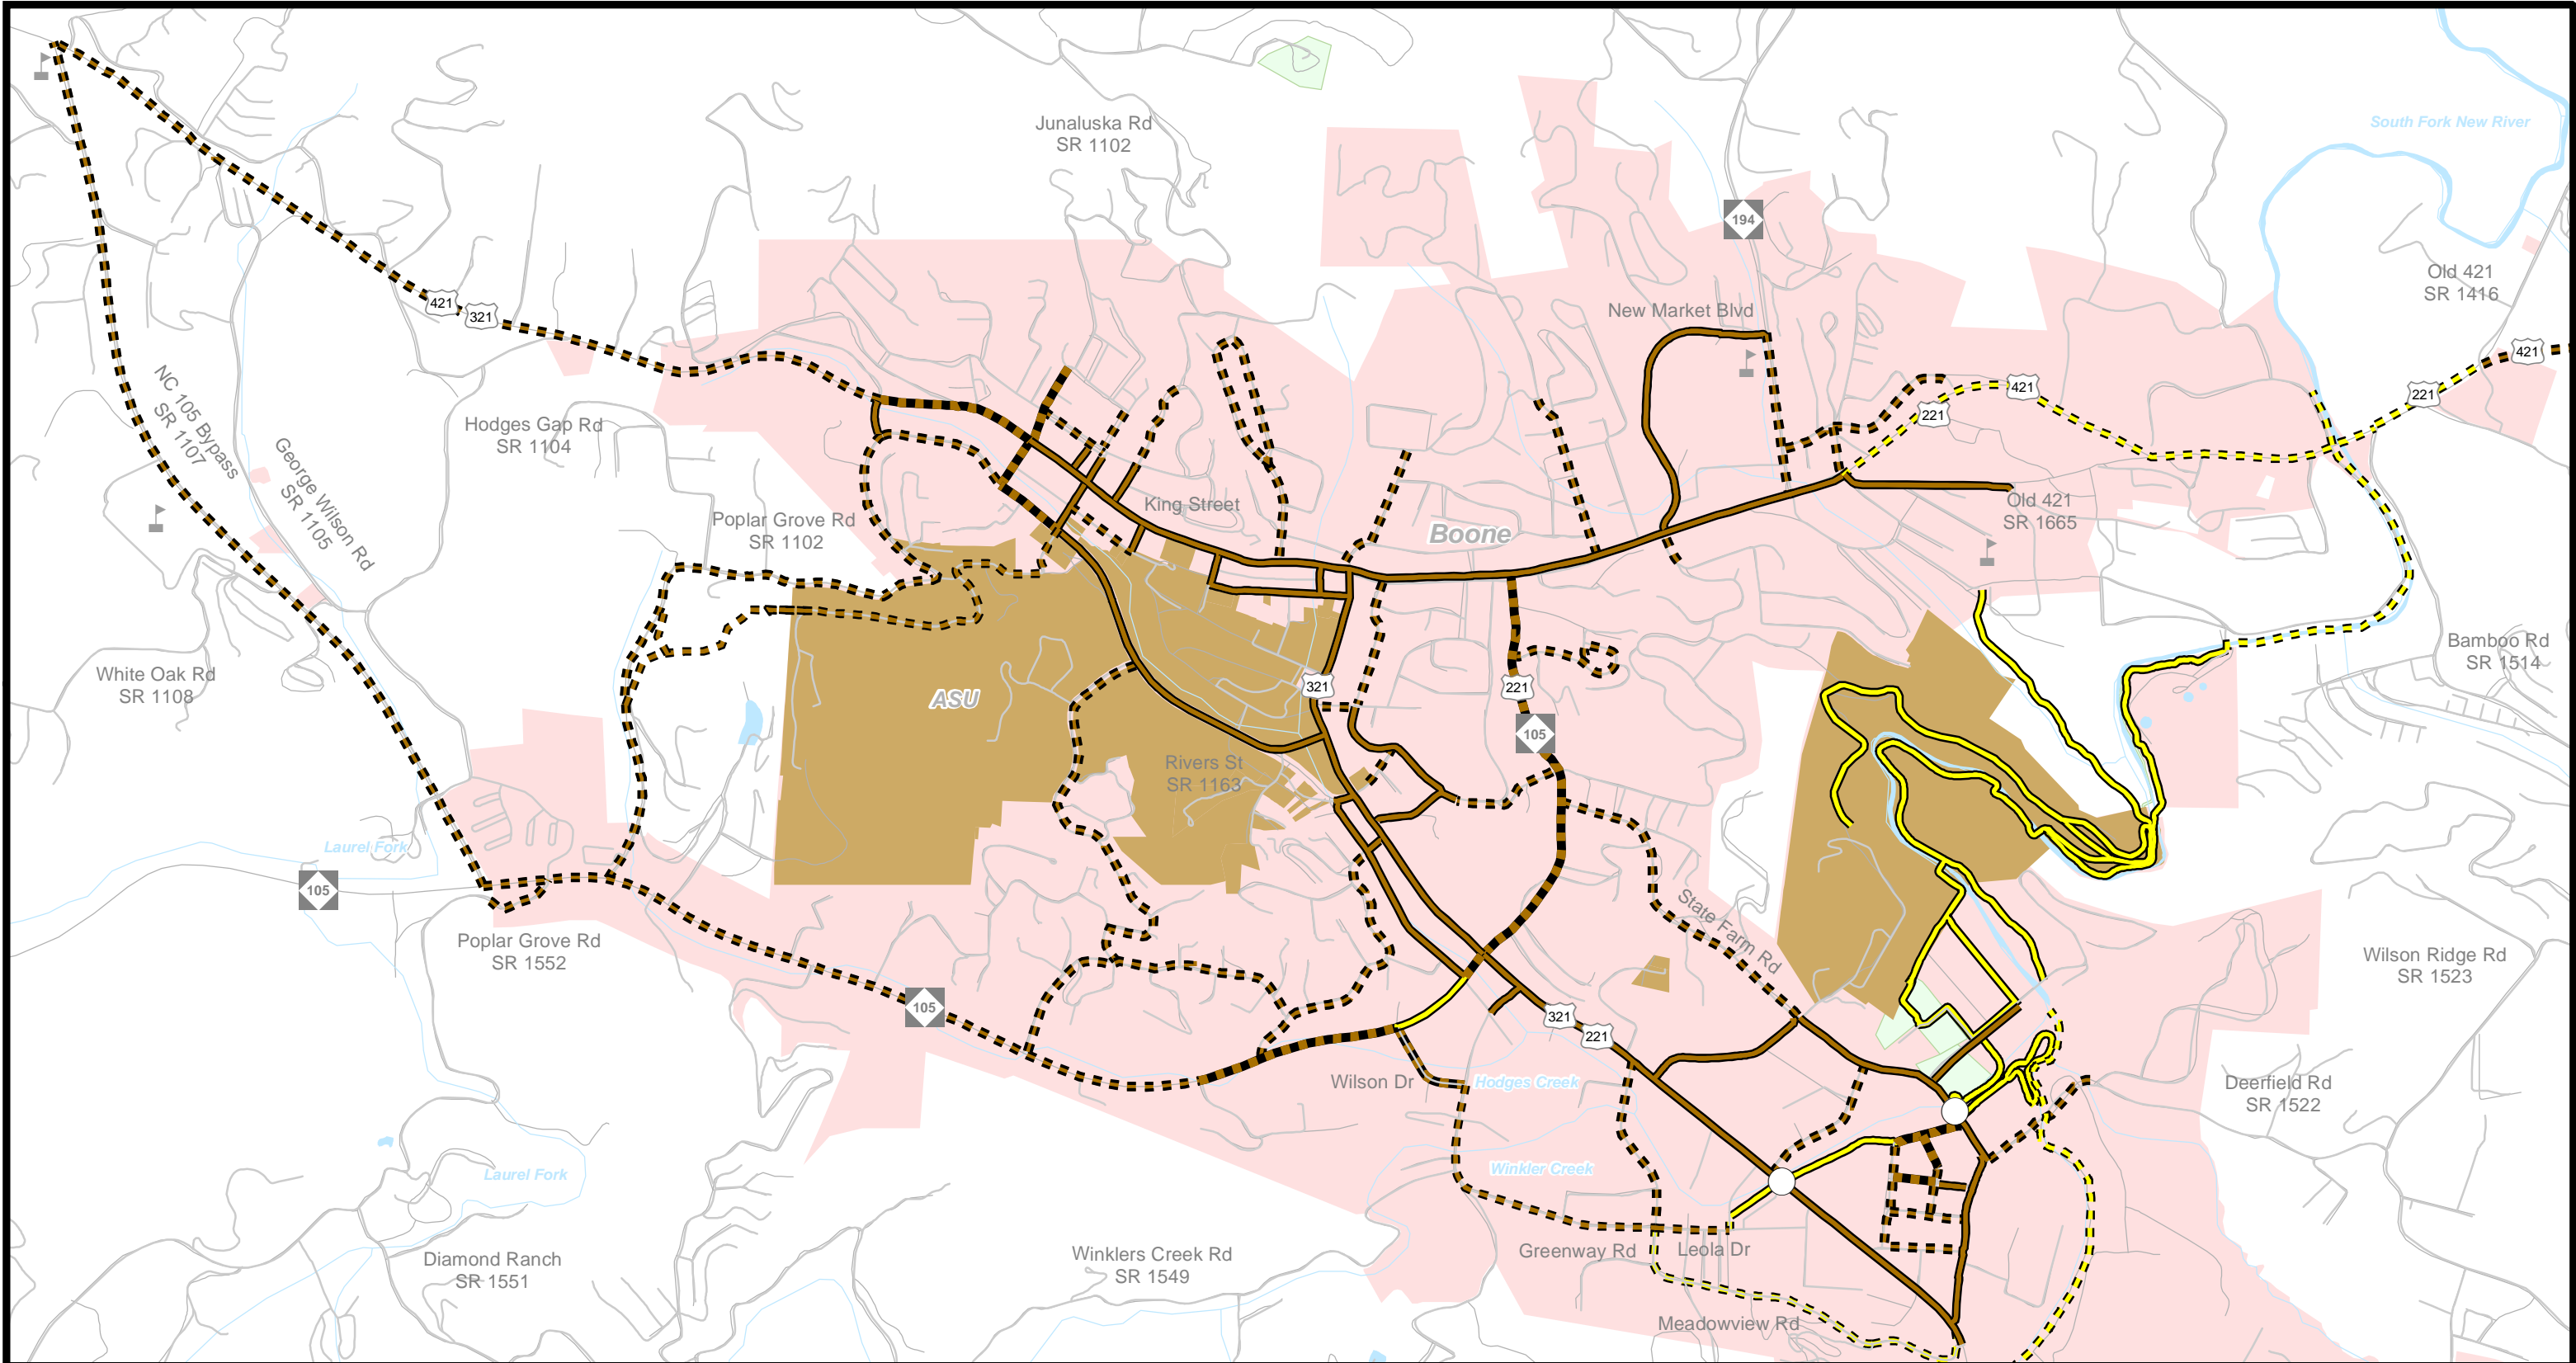 South Fork New River
Junaluska Rd
SR 1102
194
Old 421
SR 1416
421
321
New Market Blvd
421
421
221
221
NC 105 Bypass
SR 1107
Hodges Gap Rd
SR 1104
George Wilson Rd
SR 1105
King Street
Old 421
SR 1665
Poplar Grove Rd
SR 1102
Boone
White Oak Rd
SR 1108
Bamboo Rd
SR 1514
ASU
321
221
105
Rivers St
SR 1163
Laurel Fork
105
State Farm Rd
Poplar Grove Rd
SR 1552
Wilson Ridge Rd
SR 1523
105
321
221
Wilson Dr
Hodges Creek
Deerfield Rd
SR 1522
Laurel Fork
Winkler Creek
Diamond Ranch
SR 1551
Winklers Creek Rd
SR 1549
Greenway Rd
Leola Dr
Meadowview Rd